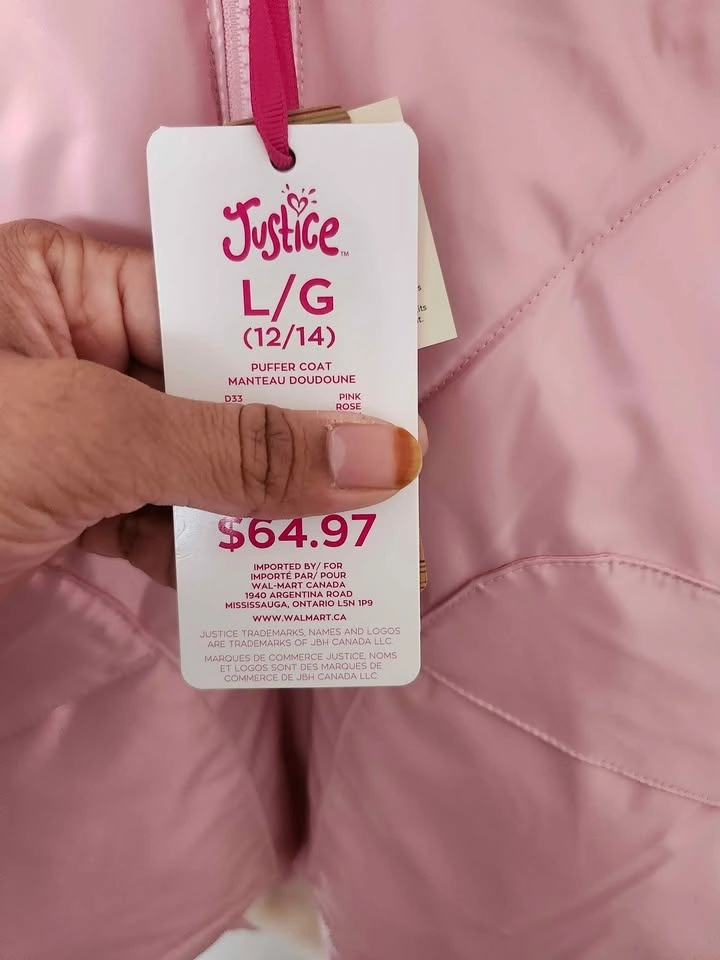 Justice™
L/G
(12/14)
PUFFER COAT
MANTEAU DOUDOUNE
D33 PINK
ROSE
$64.97
IMPORTED BY/ FOR
IMPORTÉ PAR/ POUR
WAL-MART CANADA
1940 ARGENTINA ROAD
MISSISSAUGA, ONTARIO L5N 1P9
WWW.WALMART.CA
JUSTICE TRADEMARKS, NAMES AND LOGOS
ARE TRADEMARKS OF JBH CANADA LLC.
MARQUES DE COMMERCE JUSTICE, NOMS
ET LOGOS SONT DES MARQUES DE
COMMERCE DE JBH CANADA LLC